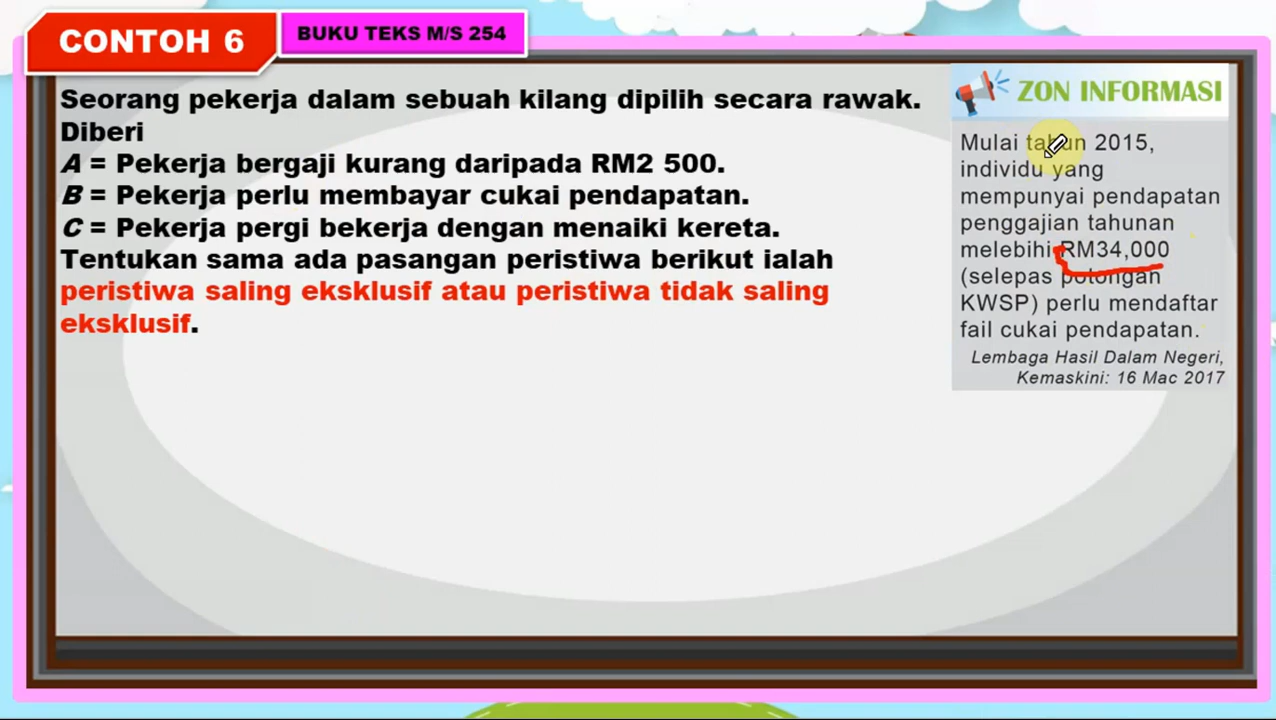 CONTOH 6
BUKU TEKS M/S 254
Seorang pekerja dalam sebuah kilang dipilih secara rawak.
Diberi
A = Pekerja bergaji kurang daripada RM2 500.
B = Pekerja perlu membayar cukai pendapatan.
C = Pekerja pergi bekerja dengan menaiki kereta.
Tentukan sama ada pasangan peristiwa berikut ialah
peristiwa saling eksklusif atau peristiwa tidak saling
eksklusif.
ZON INFORMASI
Mulai tahun 2015,
individu yang
mempunyai pendapatan
penggajian tahunan
melebihi RM34,000
(selepas potongan
KWSP) perlu mendaftar
fail cukai pendapatan.
Lembaga Hasil Dalam Negeri,
Kemaskini: 16 Mac 2017